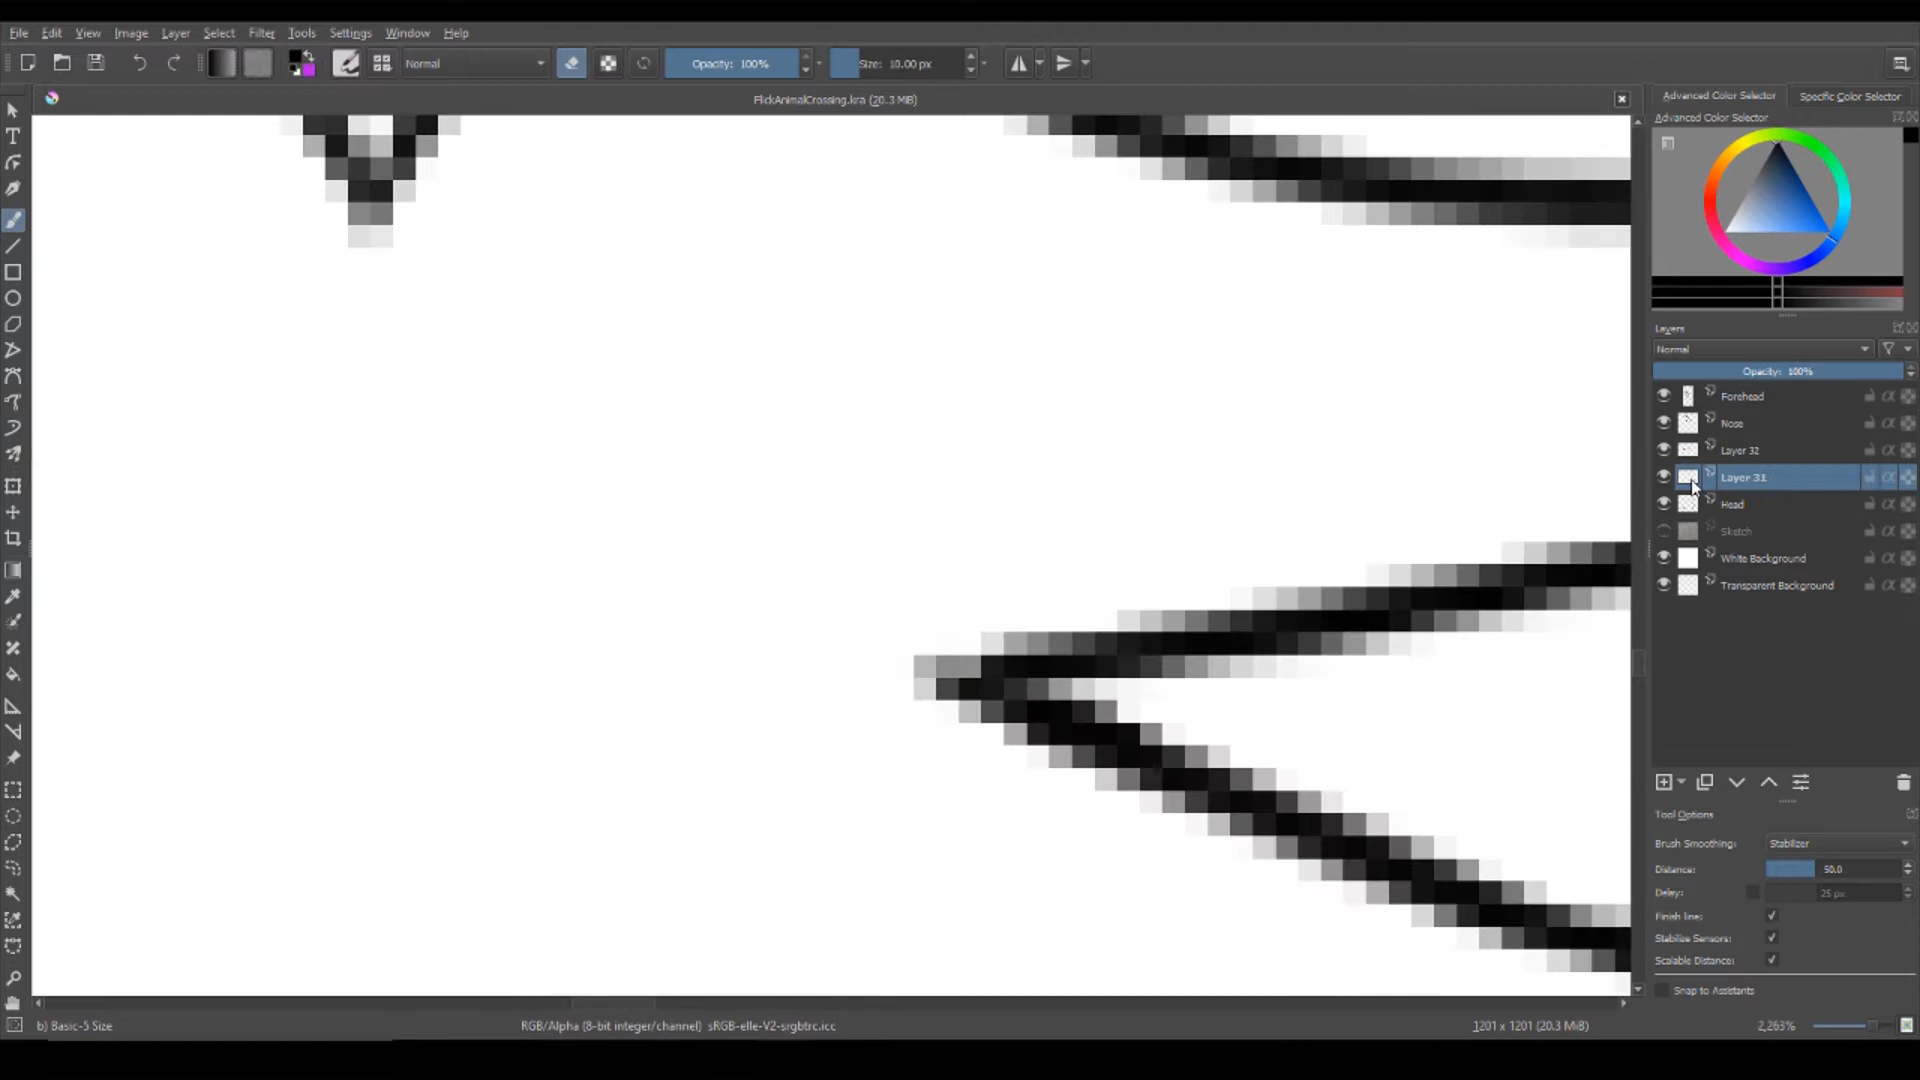 File Edit View Image Layer Select Filter Tools Settings Window Help
Normal Opacity: 100% Size: 10.00 px
FlickAnimalCrossing.kra (20.3 MiB)
Advanced Color Selector Specific Color Selector
Advanced Color Selector
Layers
Normal
Opacity: 100%
Forehead
Nose
Layer 32
Layer 31
Head
Sketch
White Background
Transparent Background
Tool Options
Brush Smoothing: Stabilizer
Distance: 50.0
Delay: 25 px
Finish line:
Stabilize Sensors:
Scalable Distance:
Snap to Assistants
b) Basic-5 Size RGB/Alpha (8-bit integer/channel) sRGB-elle-V2-srgbtrc.icc 1201 x 1201 (20.3 MiB) 2,263%